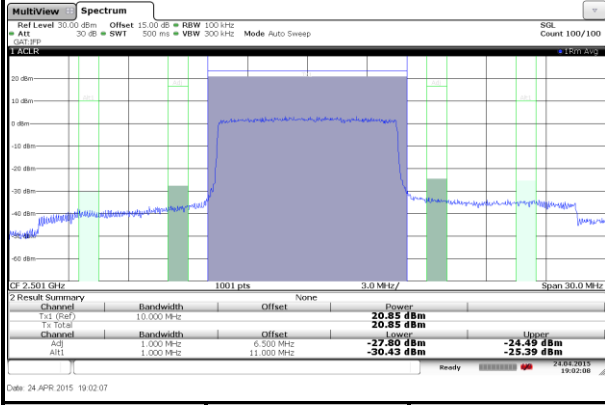 MultiView Spectrum
Ref Level 30.00 dBm Offset 15.00 dB RBW 100 kHz SGL
Att 30 dB SWT 500 ms VBW 300 kHz Mode Auto Sweep Count 100/100
GAT:IFP
1 ACLR 1Rm Avg
20 dBm
10 dBm
0 dBm
-10 dBm
-20 dBm
-30 dBm
-40 dBm
-60 dBm
CF 2.501 GHz 1001 pts 3.0 MHz/ Span 30.0 MHz
2 Result Summary None
Channel Bandwidth Offset Power
Tx1 (Ref) 10.000 MHz 20.85 dBm
Tx Total 20.85 dBm
Channel Bandwidth Offset Lower Upper
Adj 1.000 MHz 6.500 MHz -27.80 dBm -24.49 dBm
Alt1 1.000 MHz 11.000 MHz -30.43 dBm -25.39 dBm
Ready 24.04.2015
19:02:08
Date: 24.APR.2015 19:02:07